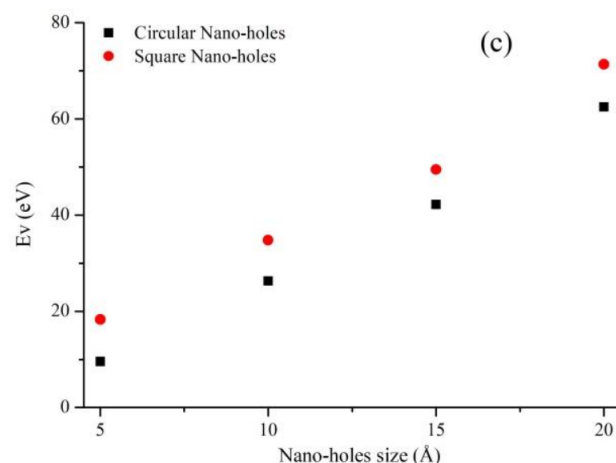 80
60
40
20
0
Ev (eV)
Circular Nano-holes
Square Nano-holes
(c)
5 10 15 20
Nano-holes size (Å)